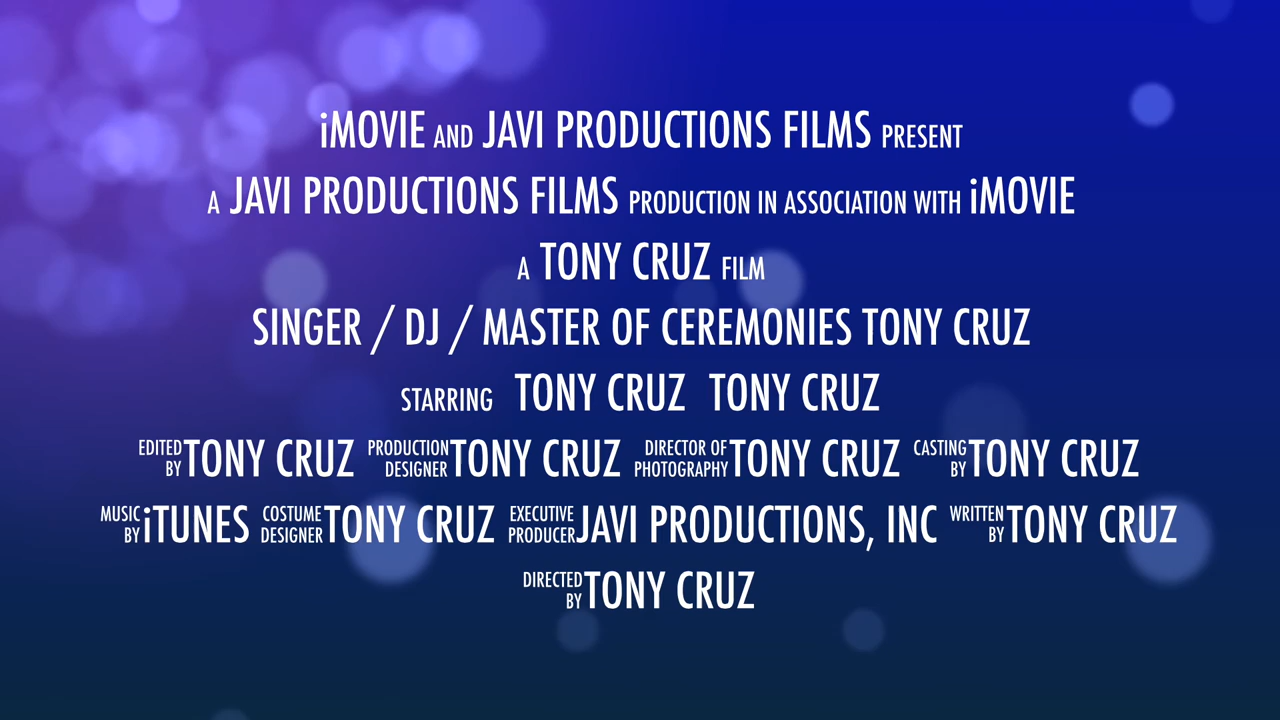 iMOVIE AND JAVI PRODUCTIONS FILMS PRESENT
A JAVI PRODUCTIONS FILMS PRODUCTION IN ASSOCIATION WITH iMOVIE
A TONY CRUZ FILM
SINGER / DJ / MASTER OF CEREMONIES TONY CRUZ
STARRING TONY CRUZ TONY CRUZ
EDITED BY TONY CRUZ PRODUCTION DESIGNER TONY CRUZ DIRECTOR OF PHOTOGRAPHY TONY CRUZ CASTING BY TONY CRUZ
MUSIC BY iTUNES COSTUME DESIGNER TONY CRUZ EXECUTIVE PRODUCER JAVI PRODUCTIONS, INC WRITTEN BY TONY CRUZ
DIRECTED BY TONY CRUZ